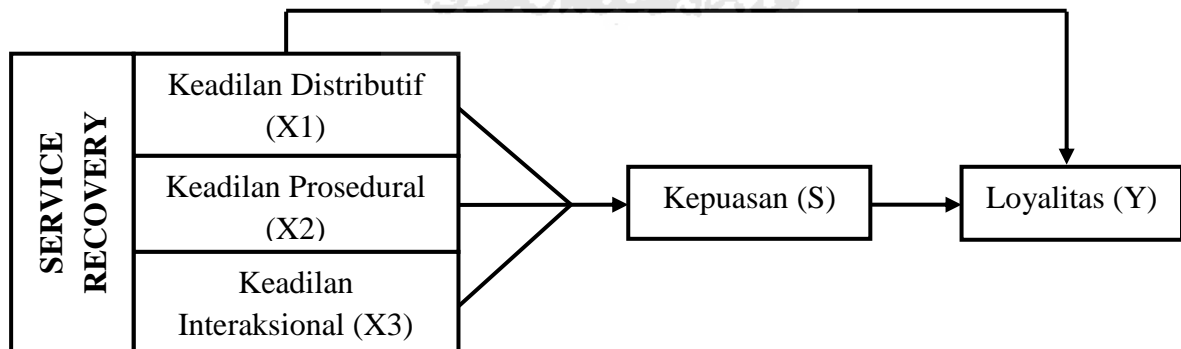 SERVICE
RECOVERY
Keadilan Distributif
(X1)
Keadilan Prosedural
(X2)
Keadilan
Interaksional (X3)
Kepuasan (S)
Loyalitas (Y)